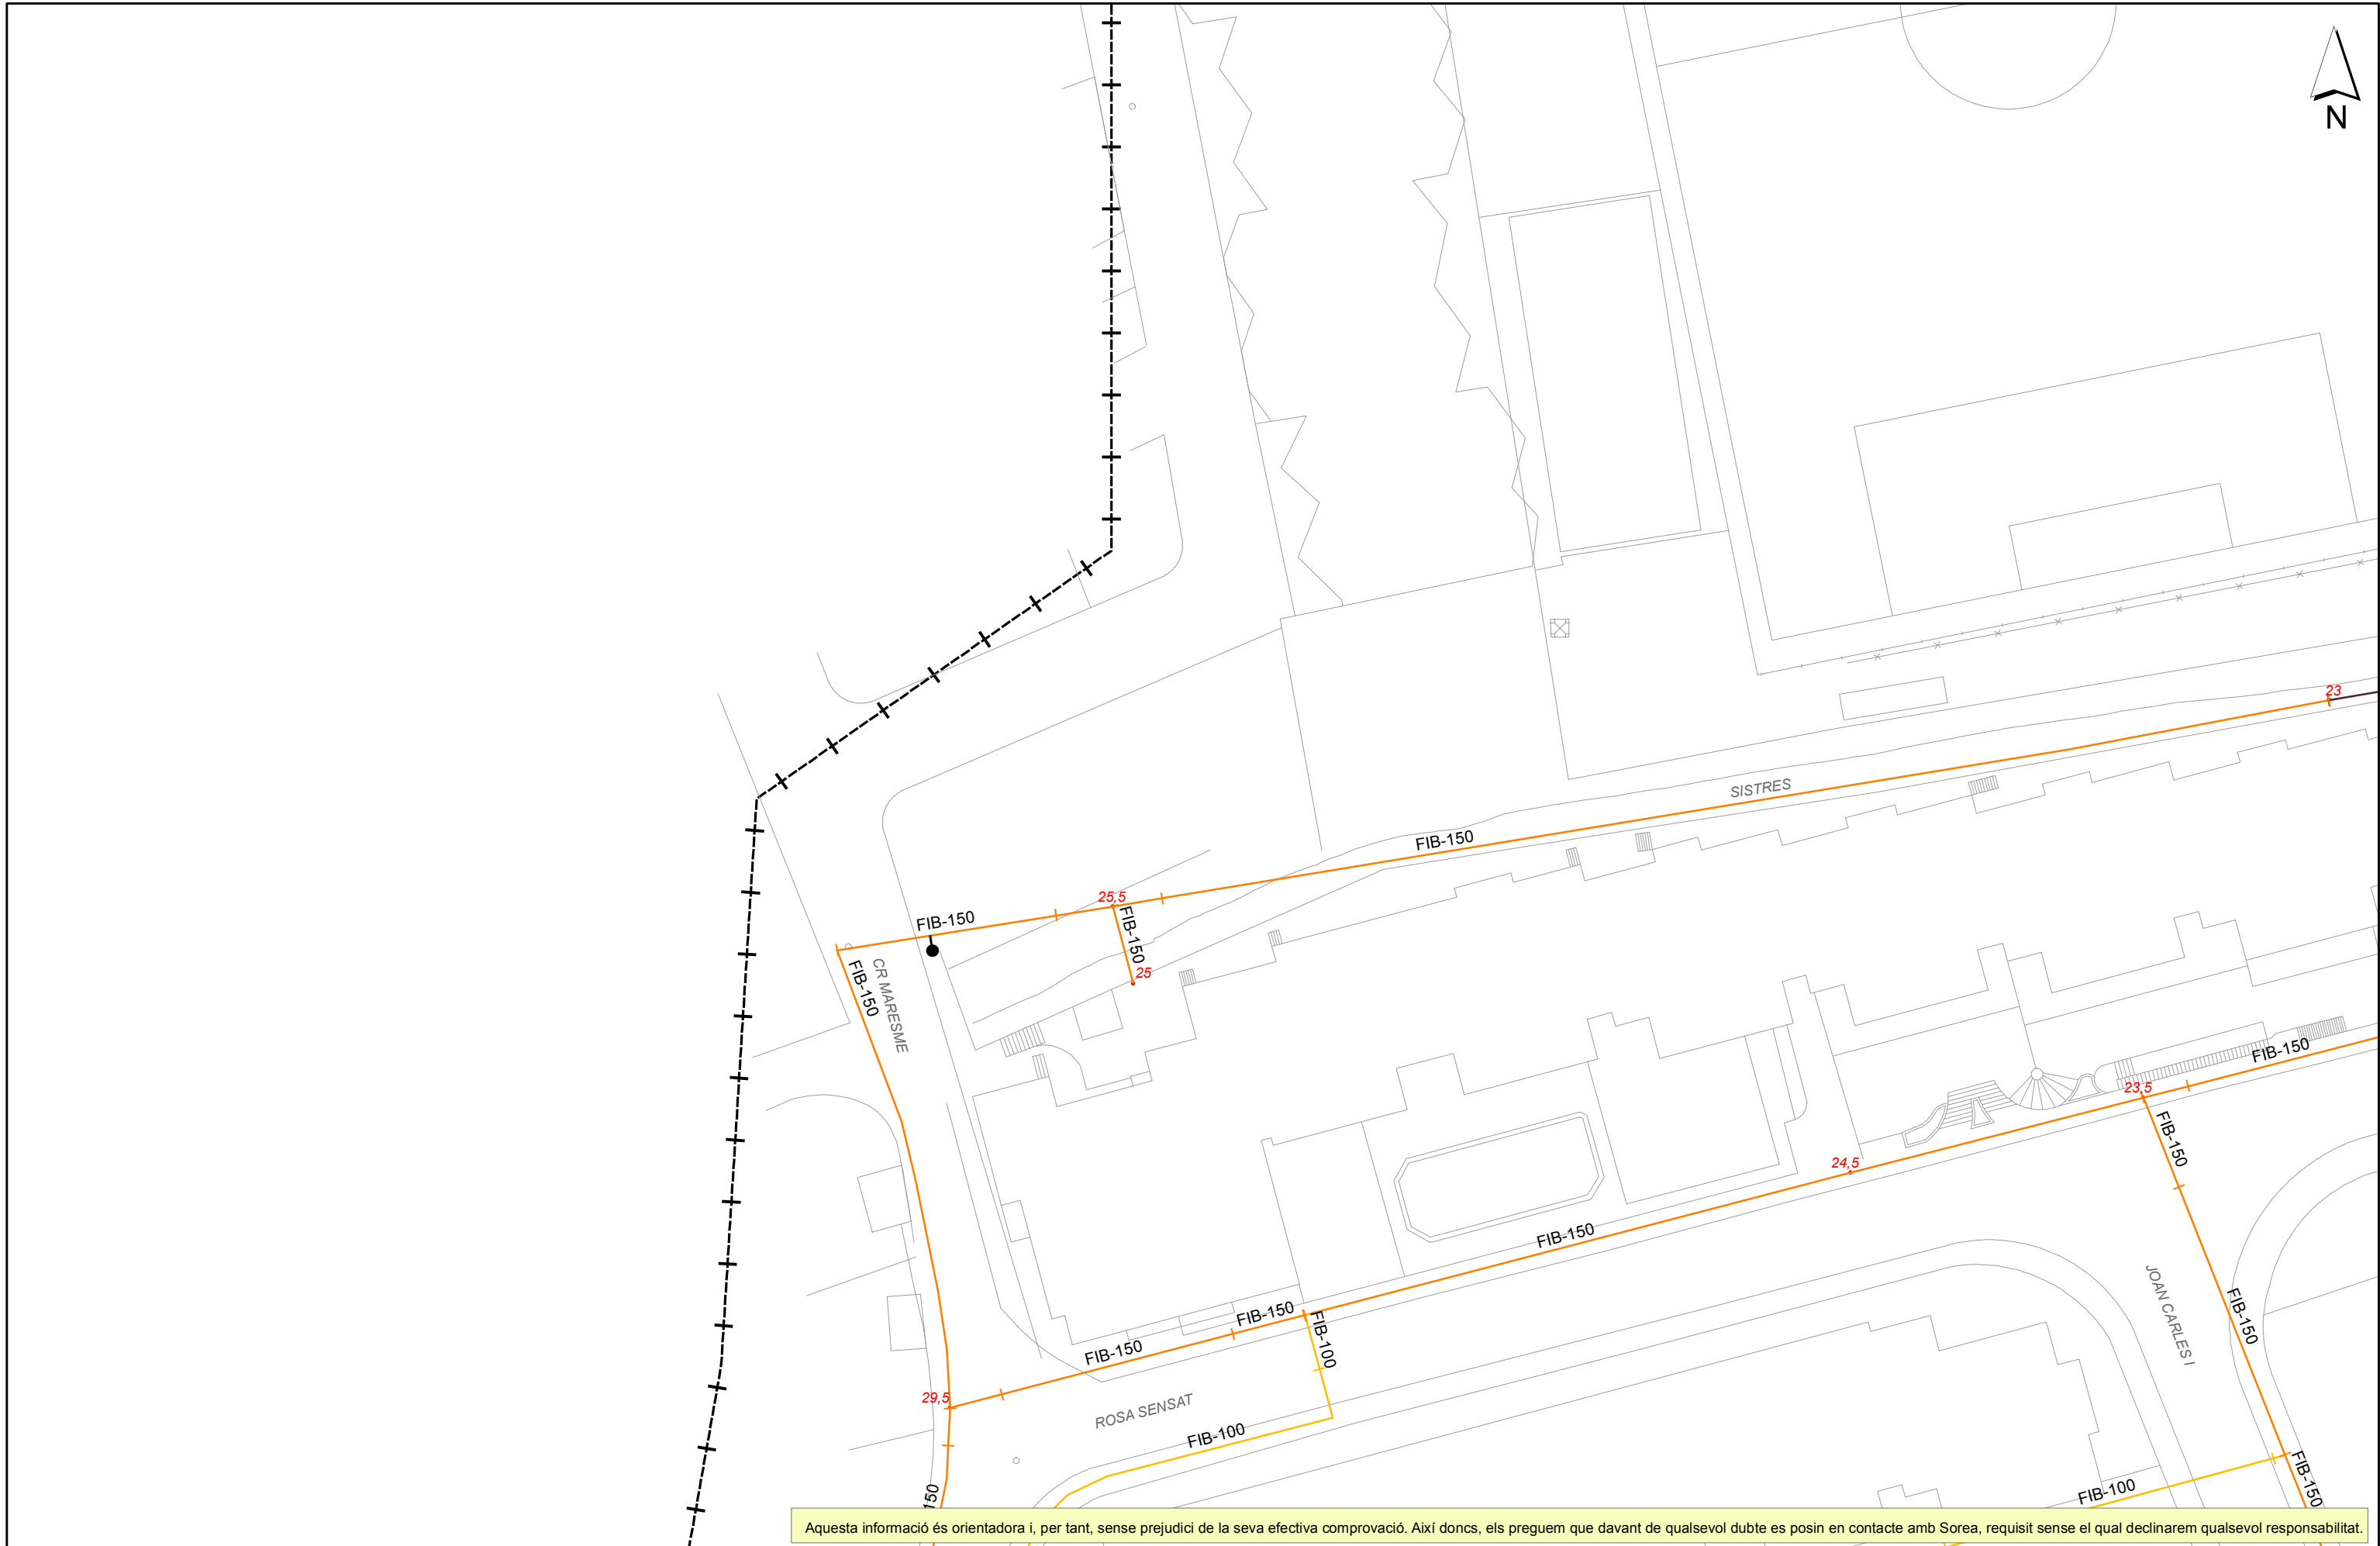 N
23
SISTRES
FIB-150
25,5
FIB-150
FIB-150
25
FIB-150
CR MARESME
FIB-150
23,5
FIB-150
24,5
FIB-150
FIB-150
FIB-150
FIB-100
FIB-150
JOAN CARLES I
29,5
ROSA SENSAT
FIB-100
FIB-150
FIB-100
150
Aquesta informació és orientadora i, per tant, sense prejudici de la seva efectiva comprovació. Així doncs, els preguem que davant de qualsevol dubte es posin en contacte amb Sorea, requisit sense el qual declinarem qualsevol responsabilitat.